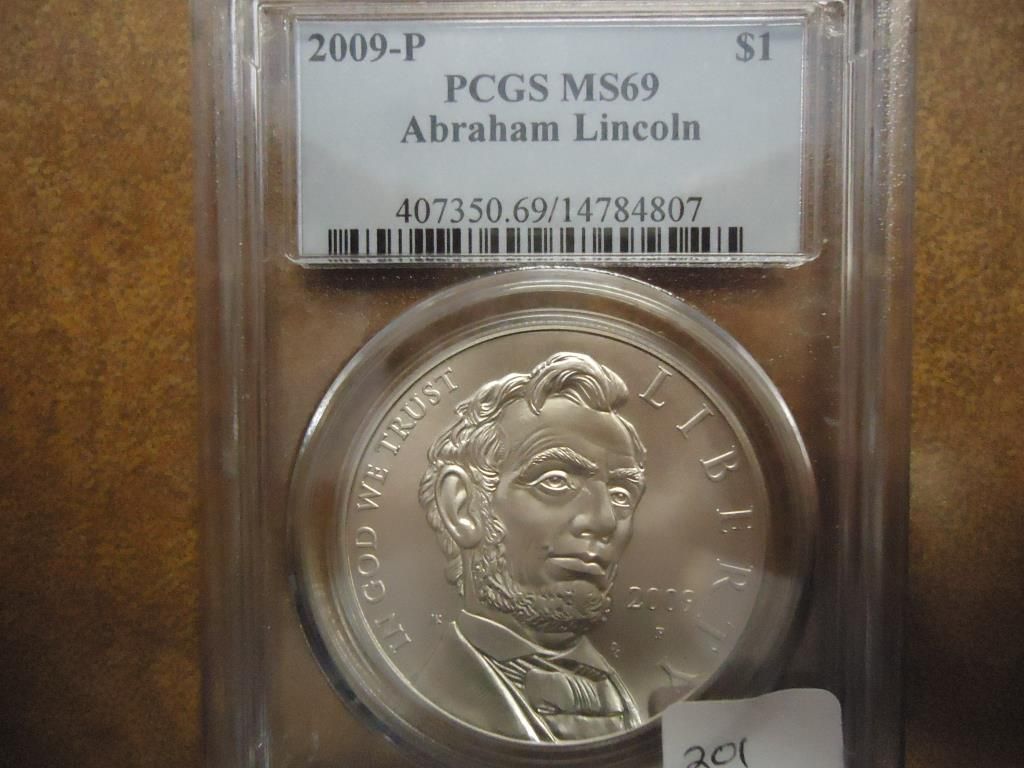 2009-P $1
PCGS MS69
Abraham Lincoln
407350.69/14784807
IN GOD WE TRUST
LIBERTY
2009
P
201